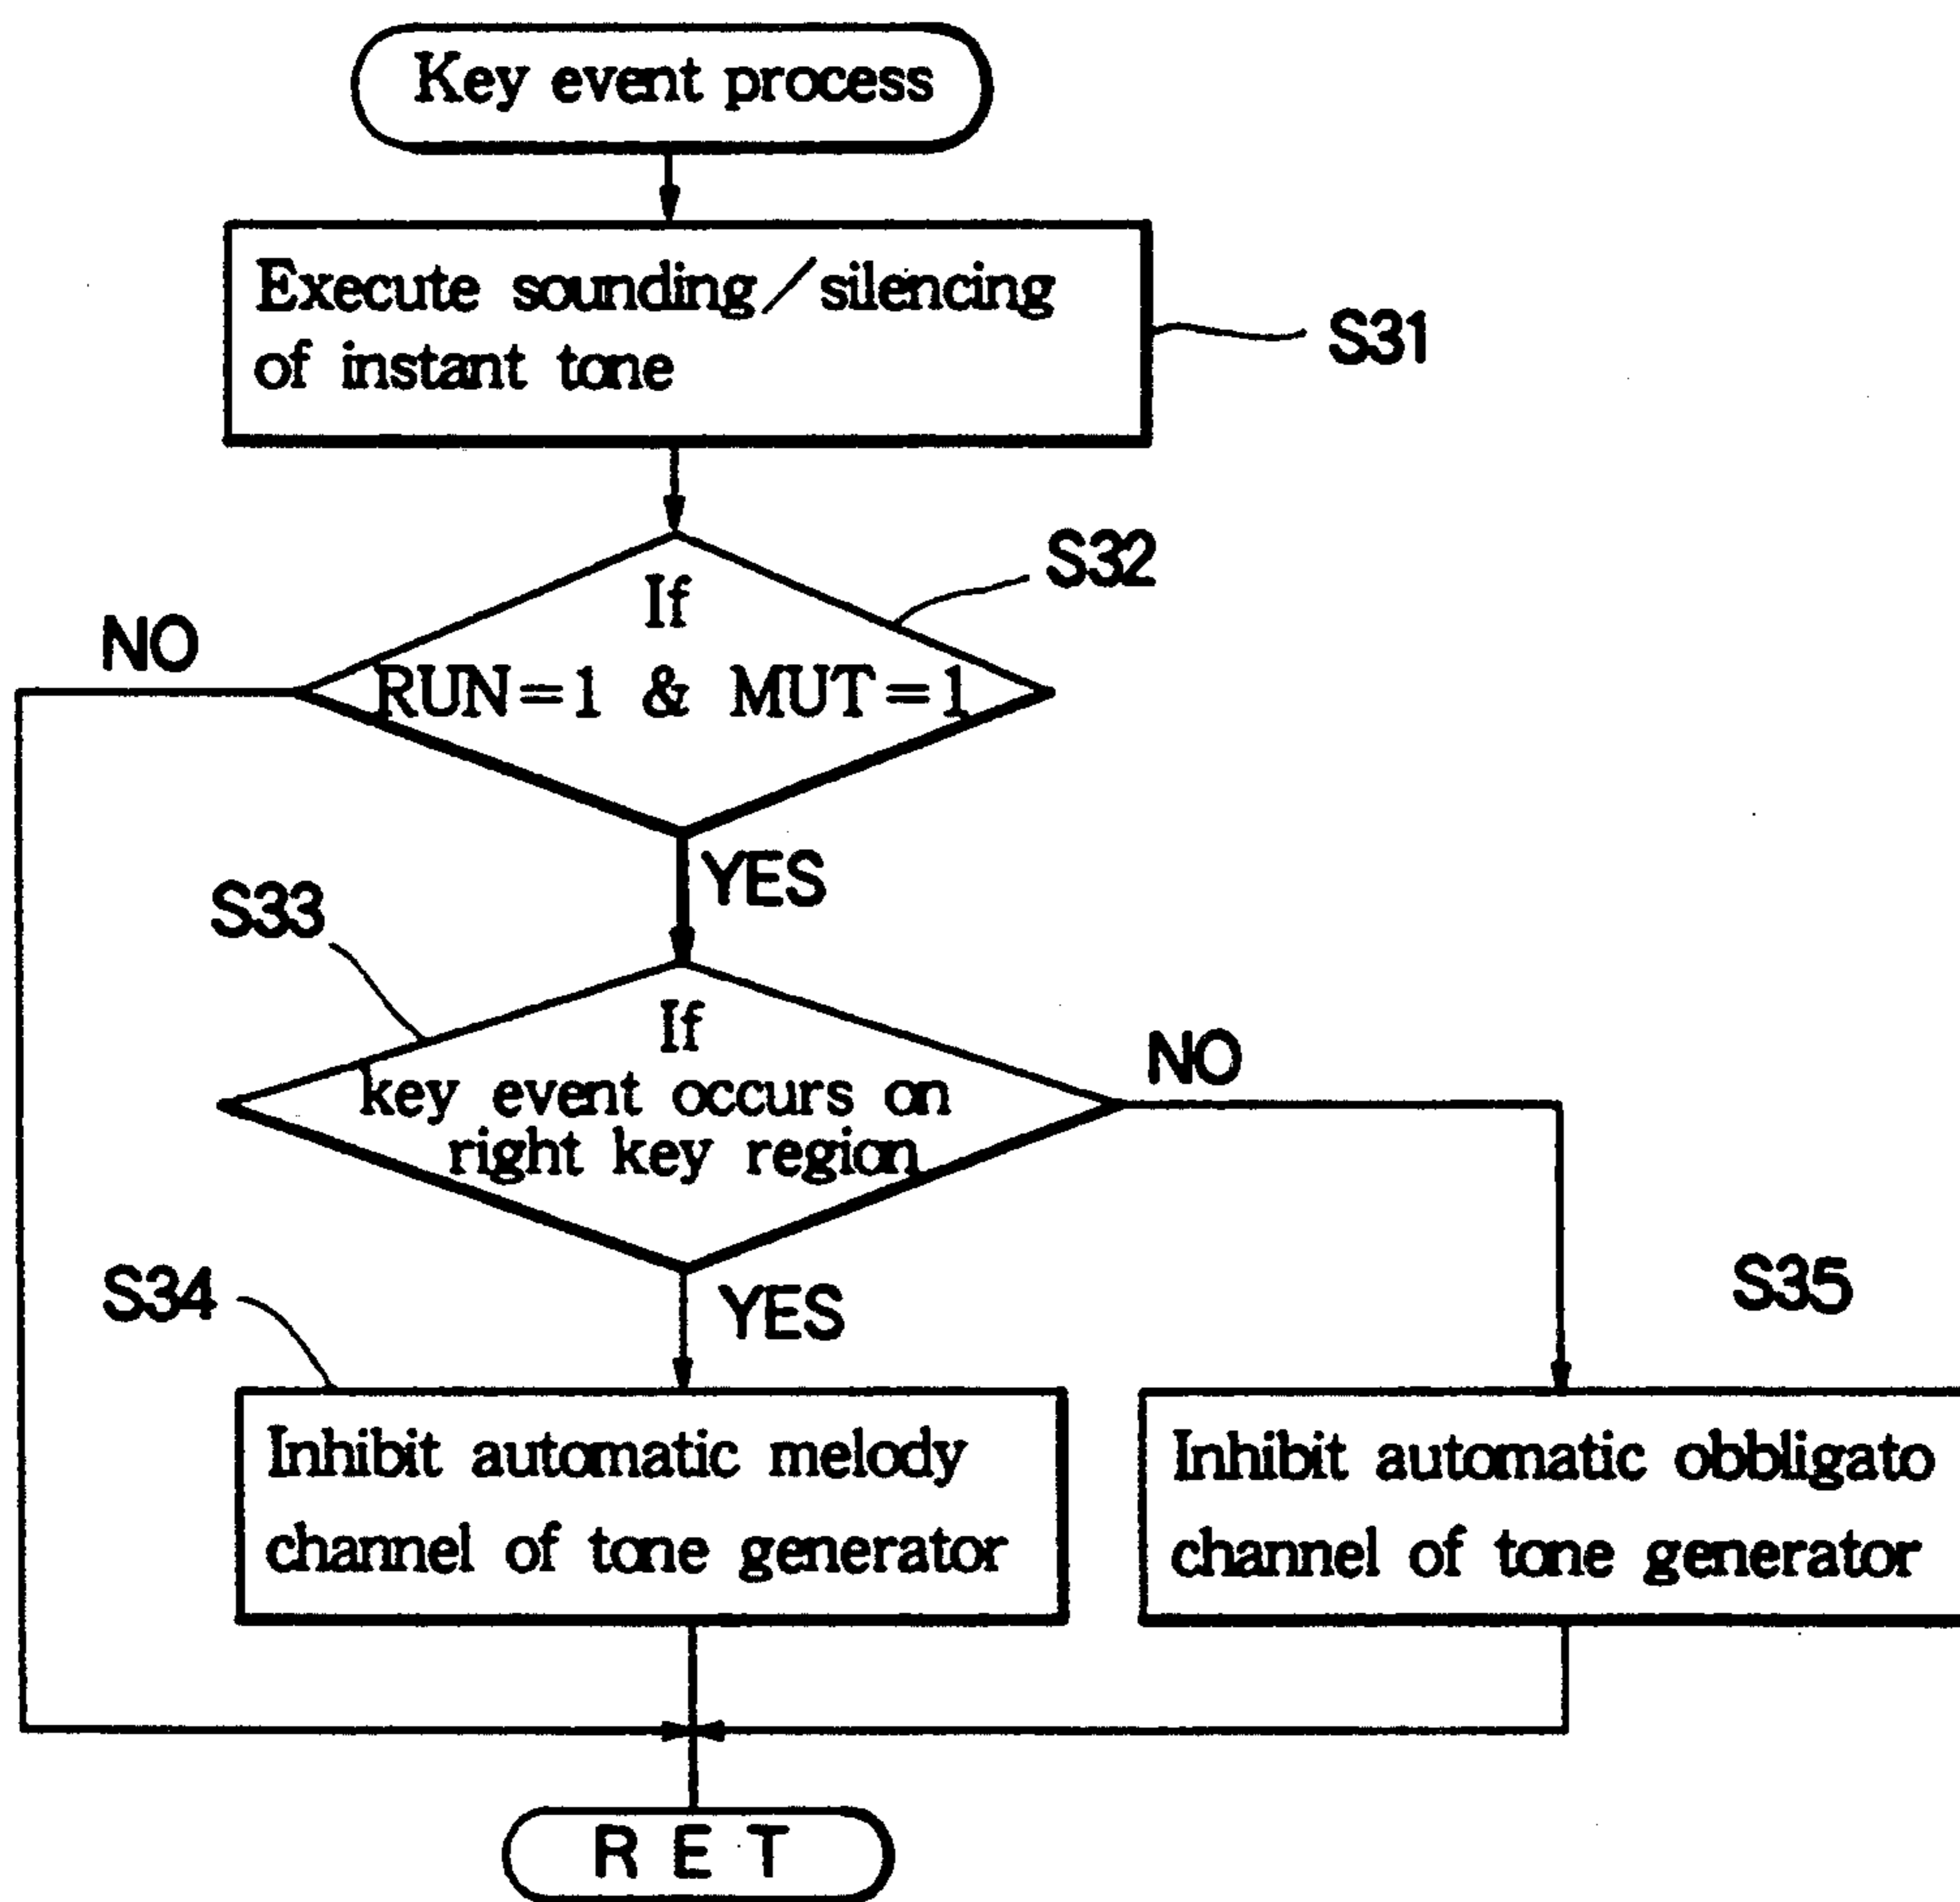 Key event process
Execute sounding/silencing
of instant tone
S31
If
RUN=1 & MUT=1
S32
NO
YES
S33
If
key event occurs on
right key region
NO
YES
S34
Inhibit automatic melody
channel of tone generator
S35
Inhibit automatic obbligato
channel of tone generator
RET